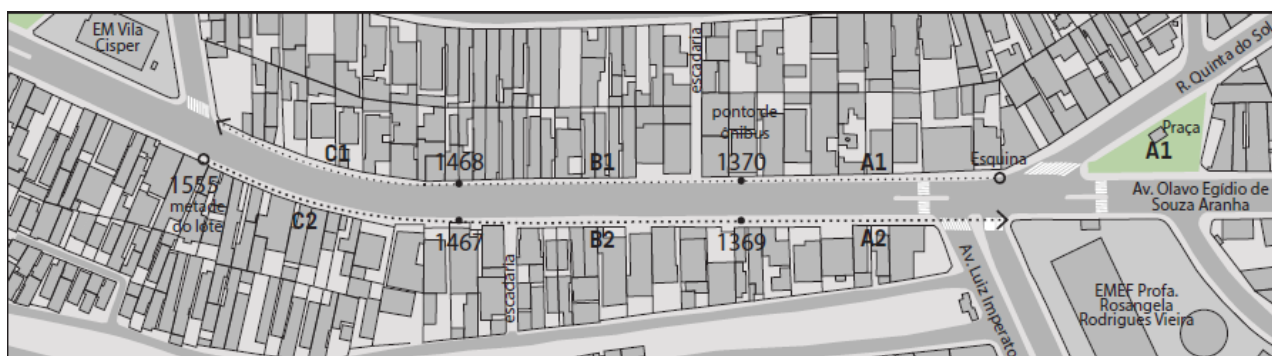 EM Vila
Cisper
escadaria
R. Quinta do Sol
ponto de
ônibus
Praça
C1
1468
B1
1370
A1
Esquina
A1
1555
metade
do lote
Av. Olavo Egídio de
Souza Aranha
C2
1467
B2
1369
A2
escadaria
Av. Luiz Imperato
EMEF Profa.
Rosângela
Rodrigues Vieira